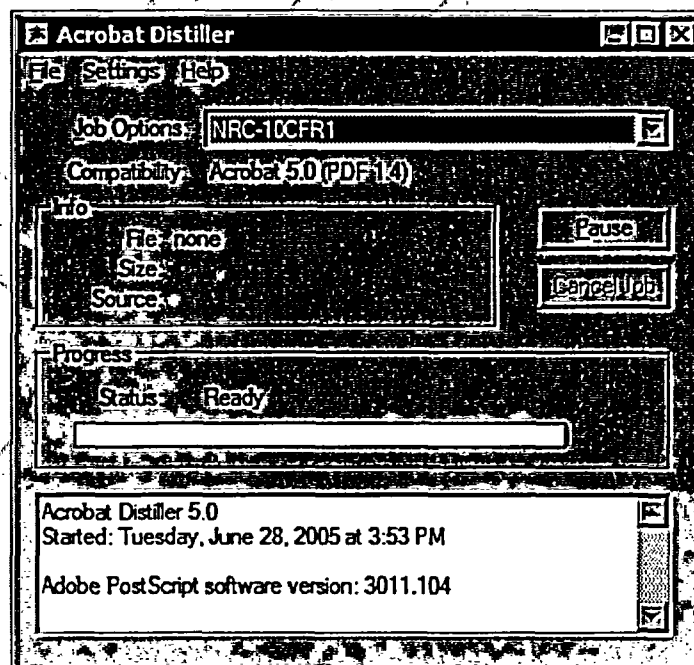 Acrobat Distiller
File Settings Help
Job Options: NRC-10CFR1
Compatibility: Acrobat 5.0 (PDF 1.4)
Info
File: none
Size:
Source:
Pause
Cancel Job
Progress
Status: Ready
Acrobat Distiller 5.0
Started: Tuesday, June 28, 2005 at 3:53 PM
Adobe PostScript software version: 3011.104